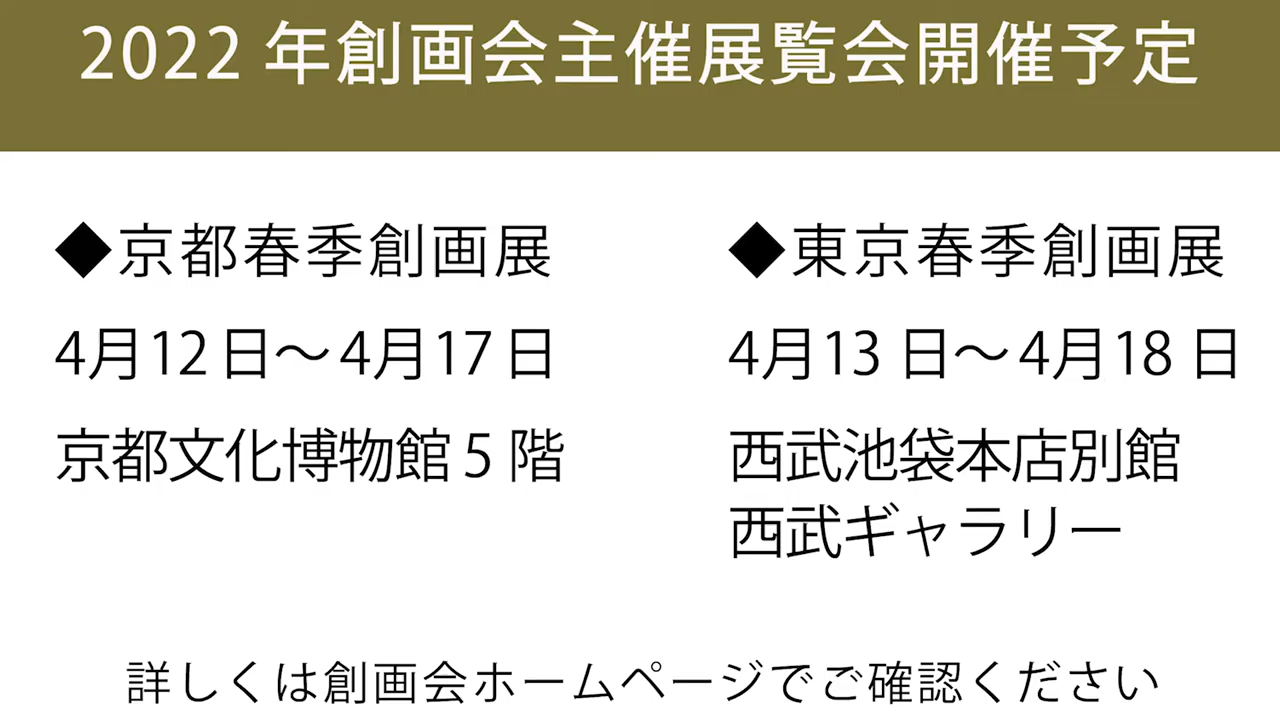 2022 年創画会主催展覧会開催予定
◆京都春季創画展
4月12日～4月17日
京都文化博物館 5 階
◆東京春季創画展
4月13日～4月18日
西武池袋本店別館
西武ギャラリー
詳しくは創画会ホームページでご確認ください